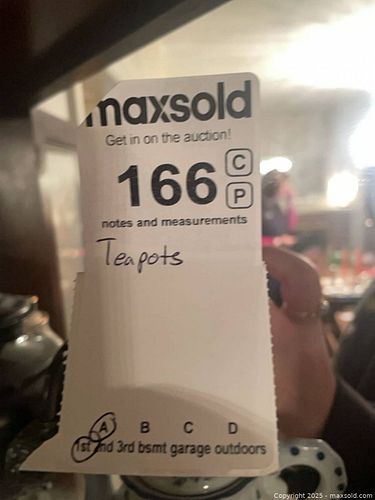 maxsold
Get in on the auction!
166 C
P
notes and measurements
Teapots
A B C D
1st 2nd 3rd bsmt garage outdoors
Copyright 2025 - maxsold.com